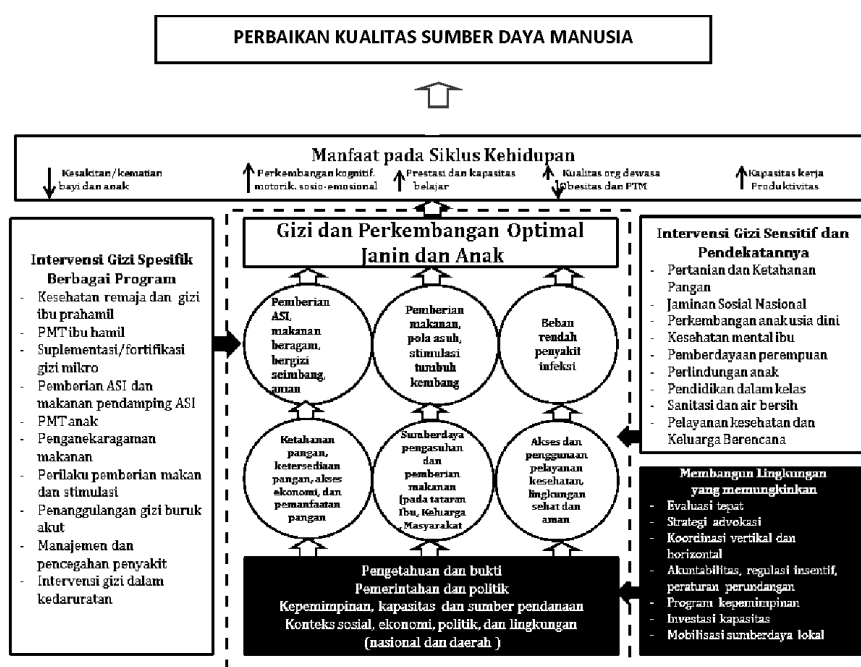 PERBAIKAN KUALITAS SUMBER DAYA MANUSIA
Manfaat pada Siklus Kehidupan
Kesakitan/kematian
bayi dan anak
Perkembangan kognitif.
motorik. sosio-emosional
Prestasi dan kapasitas
belajar
Kualitas org dewasa
Obesitas dan PTM
Kapasitas kerja
Produktivitas
Intervensi Gizi Spesifik
Berbagai Program
- Kesehatan remaja dan gizi
ibu prahamil
- PMT ibu hamil
- Suplementasi/fortifikasi
gizi mikro
- Pemberian ASI dan
makanan pendamping ASI
- PMT anak
- Penganekaragaman
makanan
- Perilaku pemberian makan
dan stimulasi
- Penanggulangan gizi buruk
akut
- Manajemen dan
pencegahan penyakit
- Intervensi gizi dalam
kedaruratan
Gizi dan Perkembangan Optimal
Janin dan Anak
Pemberian
ASI,
makanan
beragam,
bergizi
seimbang,
aman
Pemberian
makanan,
pola asuh,
stimulasi
tumbuh
kembang
Beban
rendah
penyakit
infeksi
Ketahanan
pangan,
ketersediaan
pangan, akses
ekonomi, dan
pemanfaatan
pangan
Sumberdaya
pengasuhan
dan
pemberian
makanan
(pada tataran
Ibu, Keluarga
, Masyarakat
Akses dan
penggunaan
pelayanan
kesehatan,
lingkungan
sehat dan
aman
Pengetahuan dan bukti
Pemerintahan dan politik
Kepemimpinan, kapasitas dan sumber pendanaan
Konteks sosial, ekonomi, politik, dan lingkungan
(nasional dan daerah )
Intervensi Gizi Sensitif dan
Pendekatannya
- Pertanian dan Ketahanan
Pangan
- Jaminan Sosial Nasional
- Perkembangan anak usia dini
- Kesehatan mental ibu
- Pemberdayaan perempuan
- Perlindungan anak
- Pendidikan dalam kelas
- Sanitasi dan air bersih
- Pelayanan kesehatan dan
Keluarga Berencana
Membangun Lingkungan
yang memungkinkan
- Evaluasi tepat
- Strategi advokasi
- Koordinasi vertikal dan
horizontal
- Akuntabilitas, regulasi insentif,
peraturan perundangan
- Program kepemimpinan
- Investasi kapasitas
- Mobilisasi sumberdaya lokal